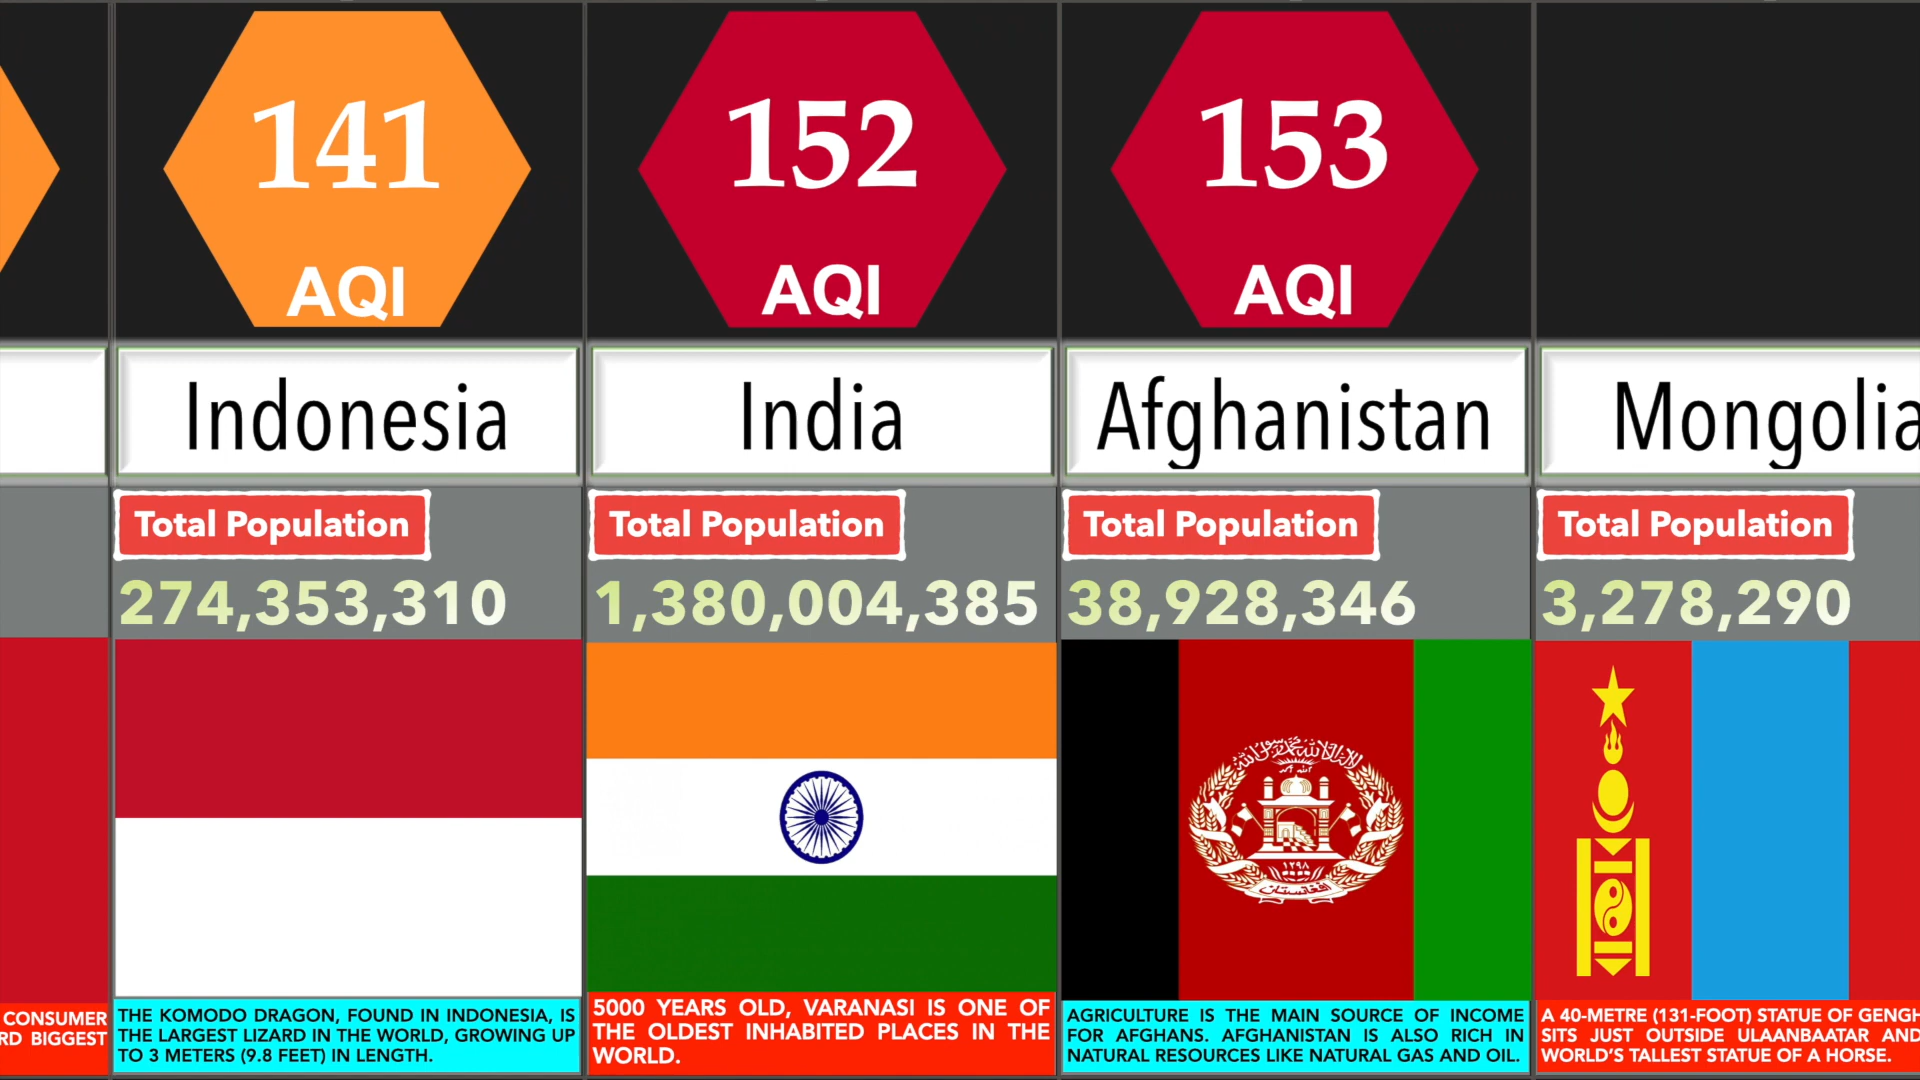 141
AQI
152
AQI
153
AQI
Indonesia
India
Afghanistan
Mongolia
Total Population
274,353,310
Total Population
1,380,004,385
Total Population
38,928,346
Total Population
3,278,290
CONSUMER
BIGGEST
THE KOMODO DRAGON, FOUND IN INDONESIA, IS
THE LARGEST LIZARD IN THE WORLD, GROWING UP
TO 3 METERS (9.8 FEET) IN LENGTH.
5000 YEARS OLD, VARANASI IS ONE OF
THE OLDEST INHABITED PLACES IN THE
WORLD.
١٢٩٨
افغانستان
AGRICULTURE IS THE MAIN SOURCE OF INCOME
FOR AFGHANS. AFGHANISTAN IS ALSO RICH IN
NATURAL RESOURCES LIKE NATURAL GAS AND OIL.
A 40-METRE (131-FOOT) STATUE OF
SITS JUST OUTSIDE ULAANBAATAR AND
WORLD'S TALLEST STATUE OF A HORSE.